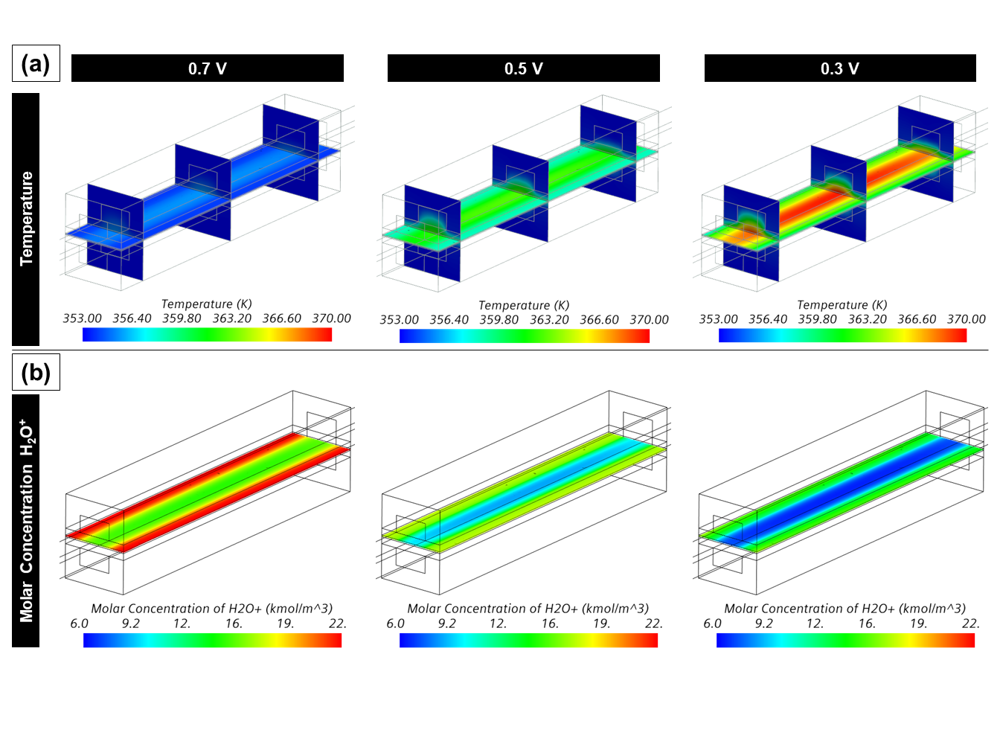 (a)
0.7 V
0.5 V
0.3 V
Temperature
Temperature (K)
353.00 356.40 359.80 363.20 366.60 370.00
Temperature (K)
353.00 356.40 359.80 363.20 366.60 370.00
Temperature (K)
353.00 356.40 359.80 363.20 366.60 370.00
(b)
Molar Concentration H₂O⁺
Molar Concentration of H2O+ (kmol/m^3)
6.0 9.2 12. 16. 19. 22.
Molar Concentration of H2O+ (kmol/m^3)
6.0 9.2 12. 16. 19. 22.
Molar Concentration of H2O+ (kmol/m^3)
6.0 9.2 12. 16. 19. 22.